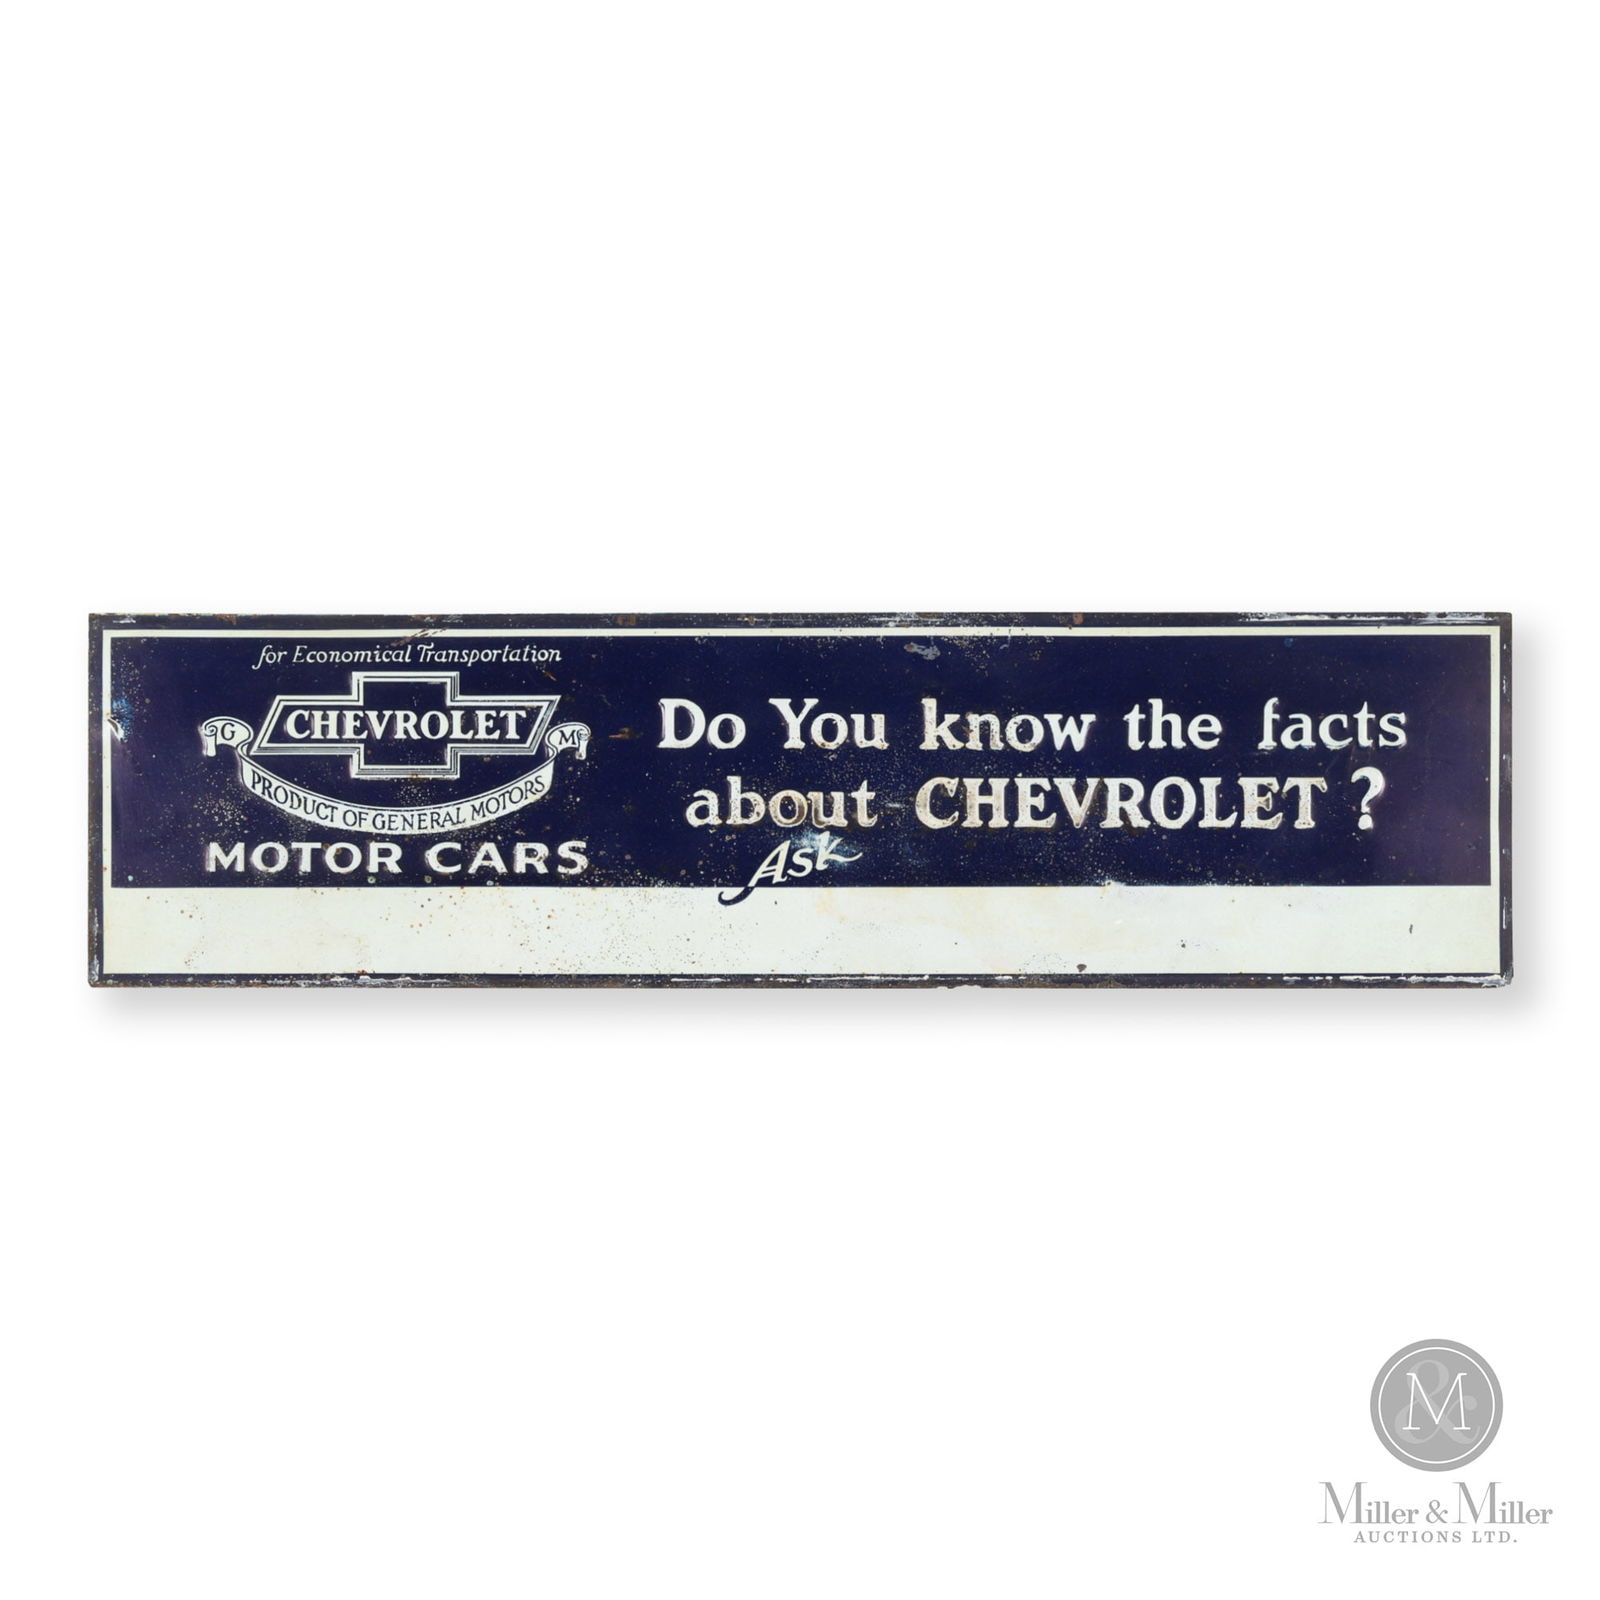 for Economical Transportation
CHEVROLET
G M
PRODUCT OF GENERAL MOTORS
MOTOR CARS
Do You know the facts
about CHEVROLET?
Ask
M
&
Miller & Miller
AUCTIONS LTD.